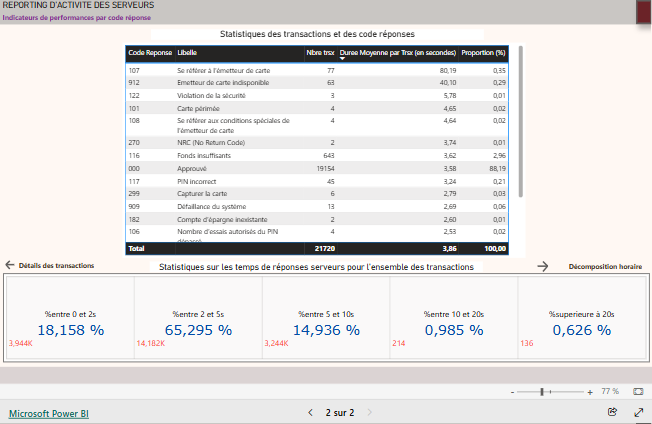 REPORTING D'ACTIVITE DES SERVEURS
Indicateurs de performances par code réponse
Statistiques des transactions et des code réponses
Code Reponse Libelle Nbre trsx Duree Moyenne par Trsx (en secondes) Proportion (%)
107 Se référer à l'émetteur de carte 77 80,19 0,35
912 Emetteur de carte indisponible 63 40,10 0,29
122 Violation de la sécurité 3 5,78 0,01
101 Carte périmée 4 4,65 0,02
108 Se référer aux conditions spéciales de 4 4,64 0,02
l'émetteur de carte
270 NRC (No Return Code) 2 3,74 0,01
116 Fonds insuffisants 643 3,62 2,96
000 Approuvé 19154 3,58 88,19
117 PIN incorrect 45 3,24 0,21
299 Capturer la carte 6 2,79 0,03
909 Défaillance du système 13 2,69 0,06
182 Compte d'épargne inexistante 2 2,60 0,01
106 Nombre d'essais autorisés du PIN 4 2,53 0,02
dépassé
Total 21720 3,86 100,00
Détails des transactions
Statistiques sur les temps de réponses serveurs pour l'ensemble des transactions
Décomposition horaire
%entre 0 et 2s
18,158 %
3,944K
%entre 2 et 5s
65,295 %
14,182K
%entre 5 et 10s
14,936 %
3,244K
%entre 10 et 20s
0,985 %
214
%superieure à 20s
0,626 %
136
- + 77 %
Microsoft Power BI
2 sur 2